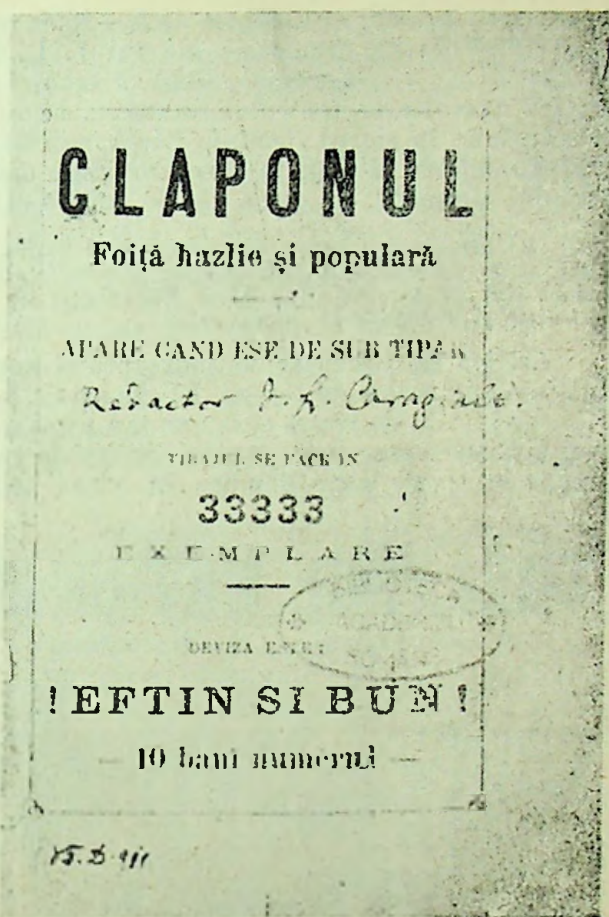 CLAPONUL
Foiță hazlie și populară
APARE CAND ESE DE SUB TIPAR
Redactor I. L. Caragiale.
TIRAJUL SE FACE IN
33333
EXEMPLARE
DEVIZA ESTE:
! EFTIN SI BUN !
— 10 bani numerul —